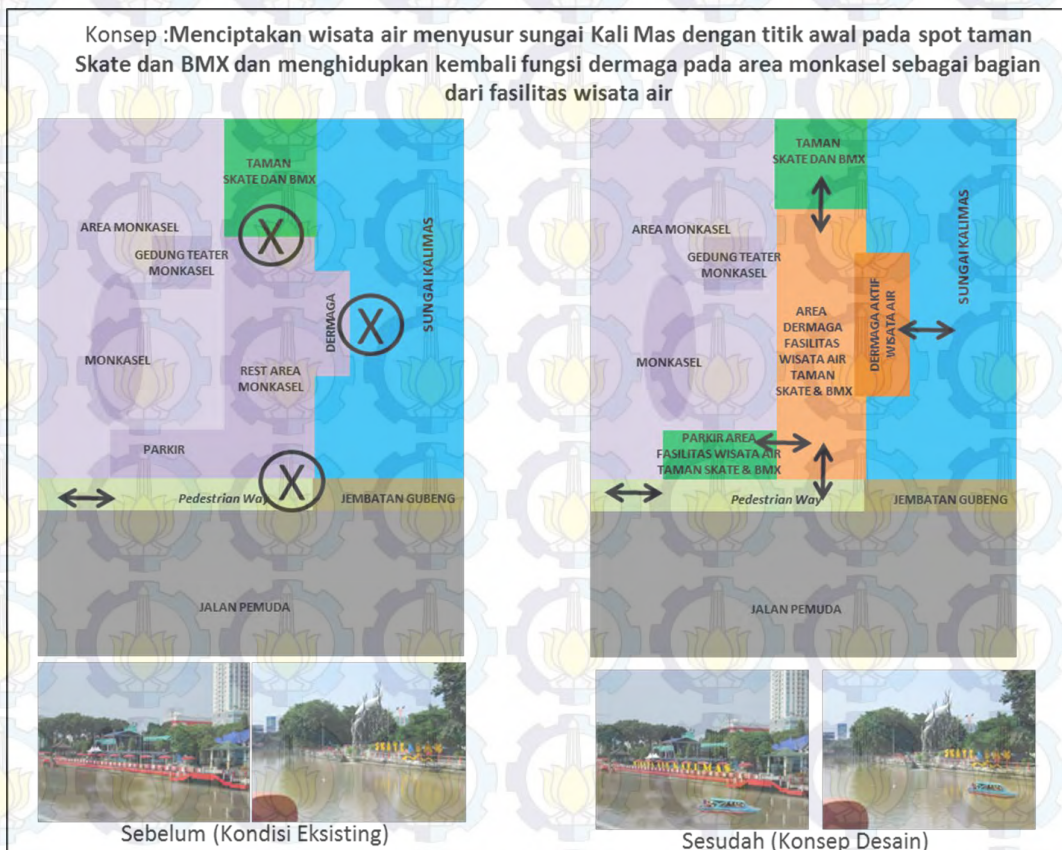 Konsep :Menciptakan wisata air menyusur sungai Kali Mas dengan titik awal pada spot taman
Skate dan BMX dan menghidupkan kembali fungsi dermaga pada area monkasel sebagai bagian
dari fasilitas wisata air
TAMAN
SKATE DAN BMX
X
AREA MONKASEL
GEDUNG TEATER
MONKASEL
SUNGAI KALIMAS
DERMAGA
X
MONKASEL
REST AREA
MONKASEL
PARKIR
X
Pedestrian Way
JEMBATAN GUBENG
JALAN PEMUDA
Sebelum (Kondisi Eksisting)
TAMAN
SKATE DAN BMX
AREA MONKASEL
GEDUNG TEATER
MONKASEL
SUNGAI KALIMAS
AREA
DERMAGA
FASILITAS
WISATA AIR
TAMAN
SKATE & BMX
DERMAGA AKTIF
WISATA AIR
MONKASEL
PARKIR AREA
FASILITAS WISATA AIR
TAMAN SKATE & BMX
Pedestrian Way
JEMBATAN GUBENG
JALAN PEMUDA
Sesudah (Konsep Desain)